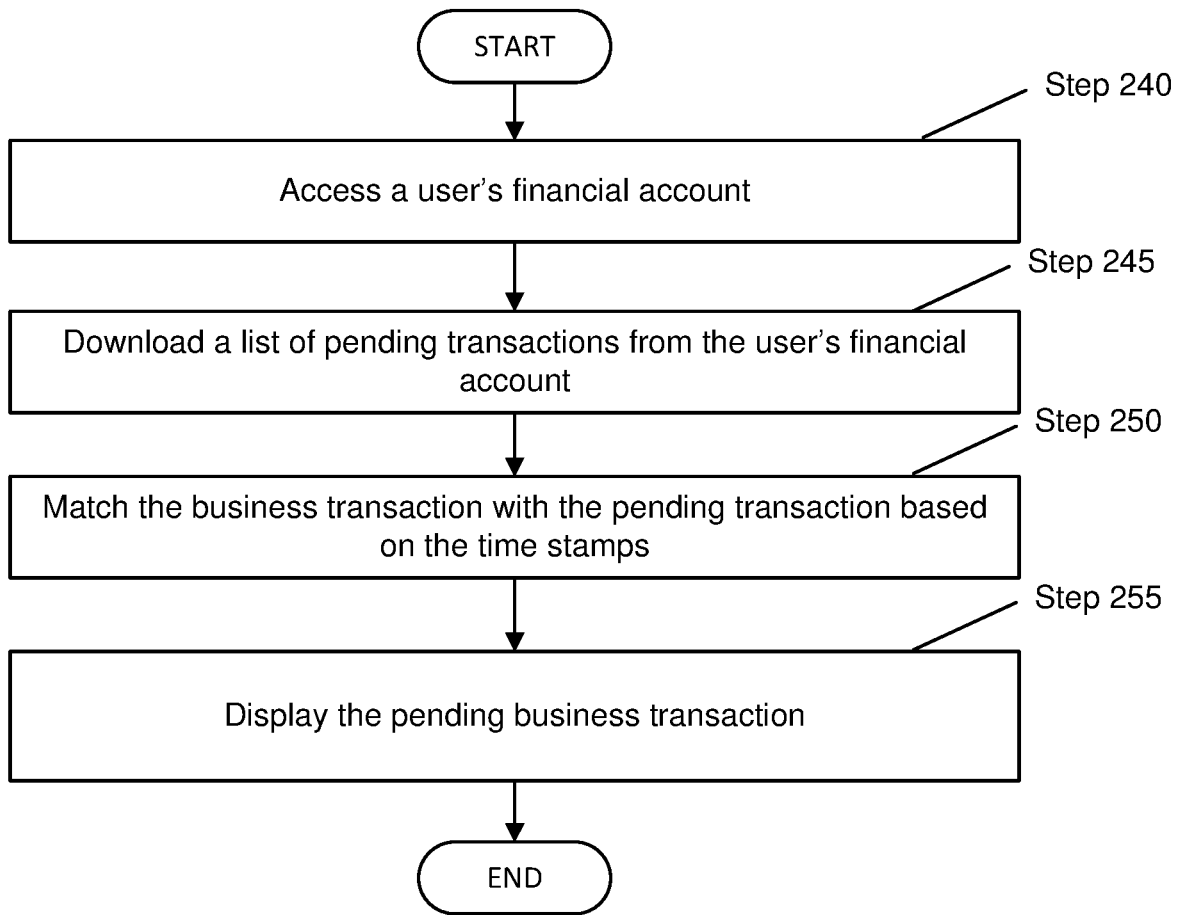 START
Step 240
Access a user's financial account
Step 245
Download a list of pending transactions from the user's financial
account
Step 250
Match the business transaction with the pending transaction based
on the time stamps
Step 255
Display the pending business transaction
END